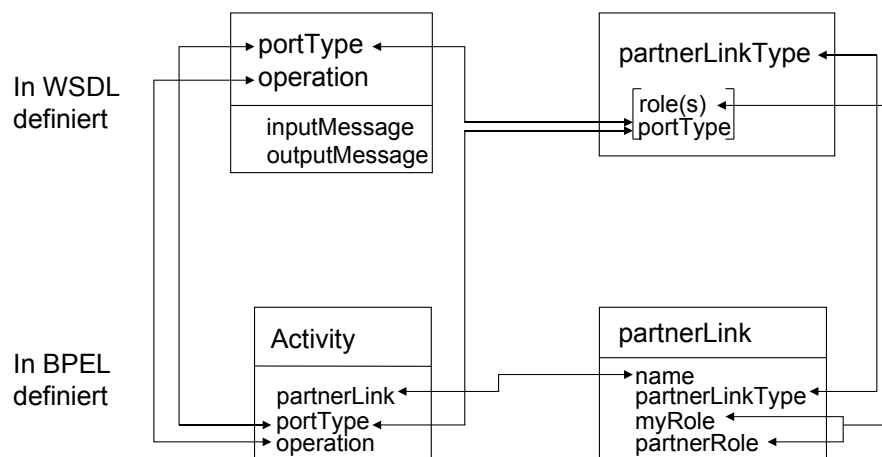 In WSDL
definiert
portType
operation
inputMessage
outputMessage
partnerLinkType
role(s)
portType
In BPEL
definiert
Activity
partnerLink
portType
operation
partnerLink
name
partnerLinkType
myRole
partnerRole